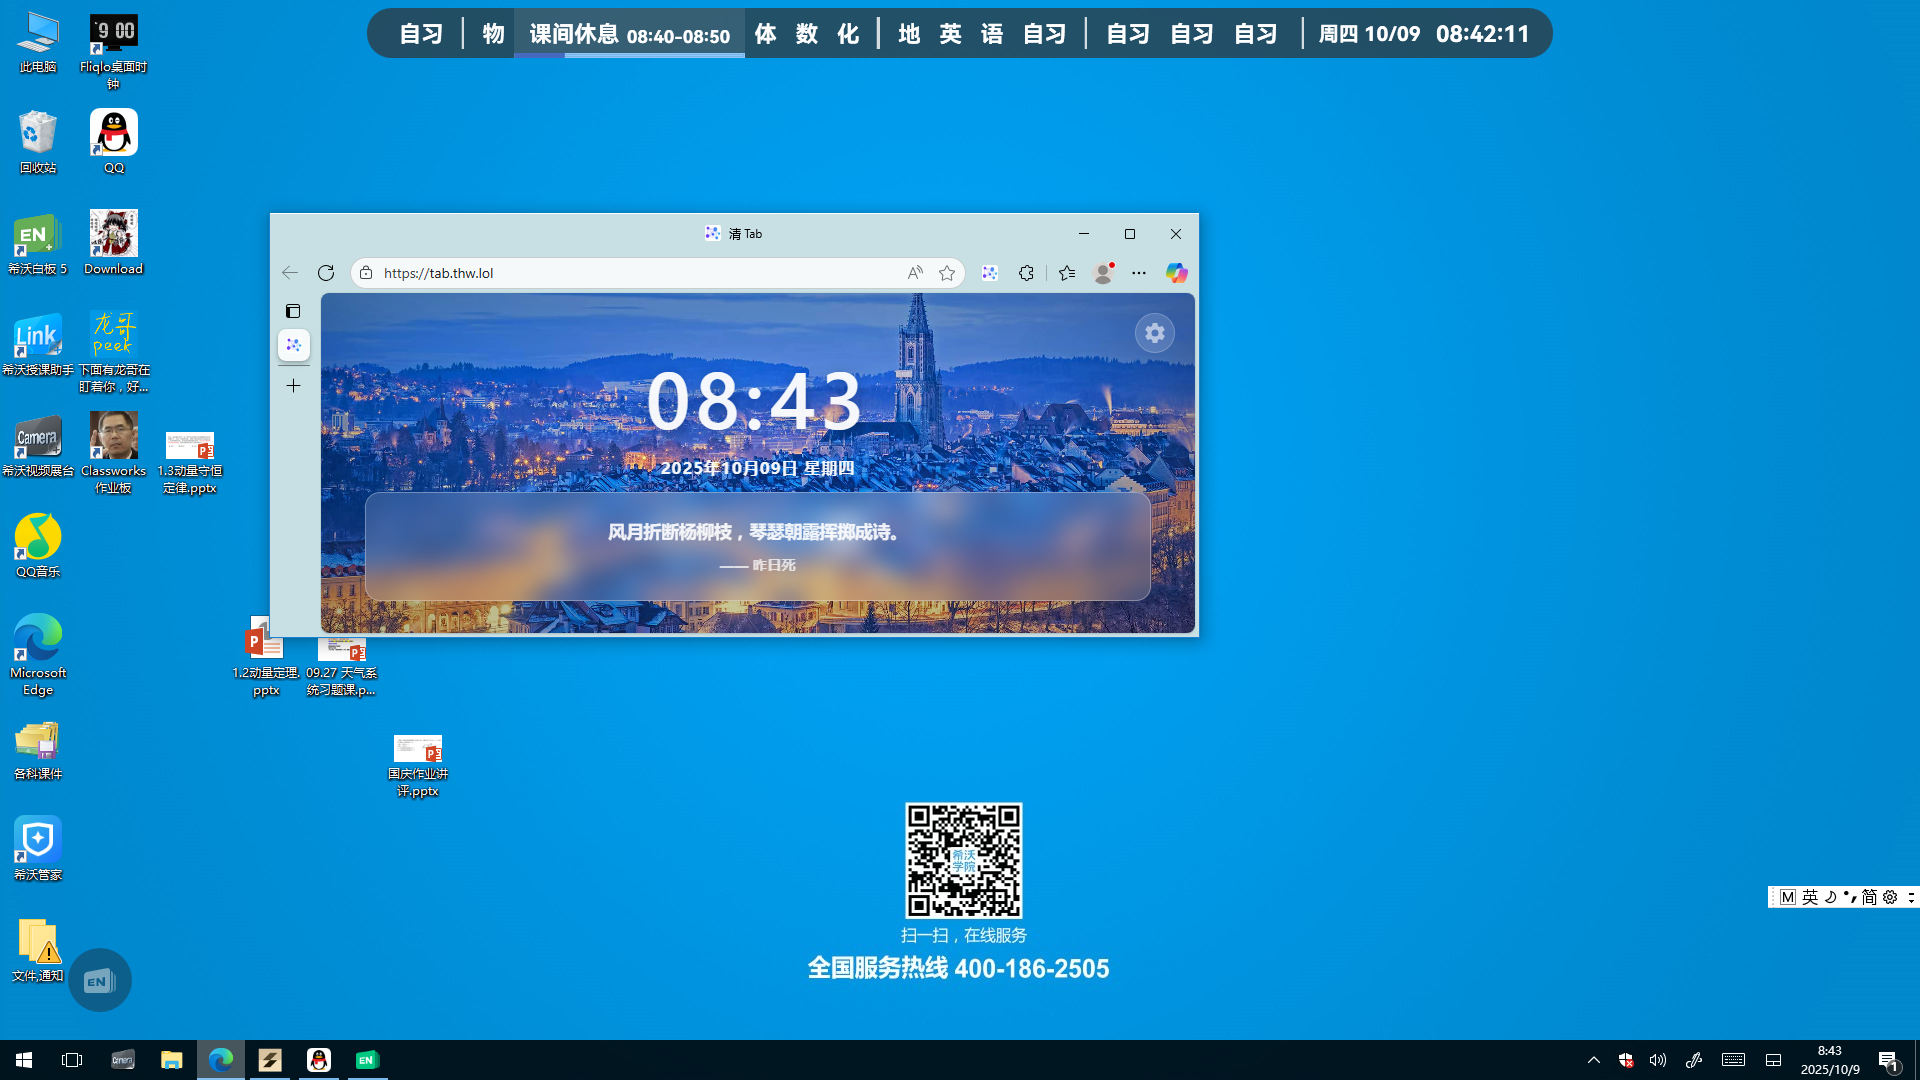 自习 物 课间休息 08:40-08:50 体 数 化 地 英 语 自习 自习 自习 自习 周四 10/09 08:42:11
此电脑
9 00
Fliqlo桌面时
钟
回收站
QQ
EN
希沃白板 5
Download
Link
希沃授课助手
龙哥
peek
下面有龙哥在
盯着你，好...
Camera
希沃视频展台
Classworks
作业板
1.3动量守恒
定律.pptx
QQ音乐
Microsoft
Edge
1.2动量定理.
pptx
09.27 天气系
统习题课.p...
各科课件
国庆作业讲
评.pptx
希沃管家
文件,通知
EN
清 Tab
https://tab.thw.lol
08:43
2025年10月09日 星期四
风月折断杨柳枝，琴瑟朝露挥掷成诗。
—— 昨日死
希沃
学院
扫一扫，在线服务
全国服务热线 400-186-2505
M 英 简
Camera
EN
8:43
2025/10/9
1